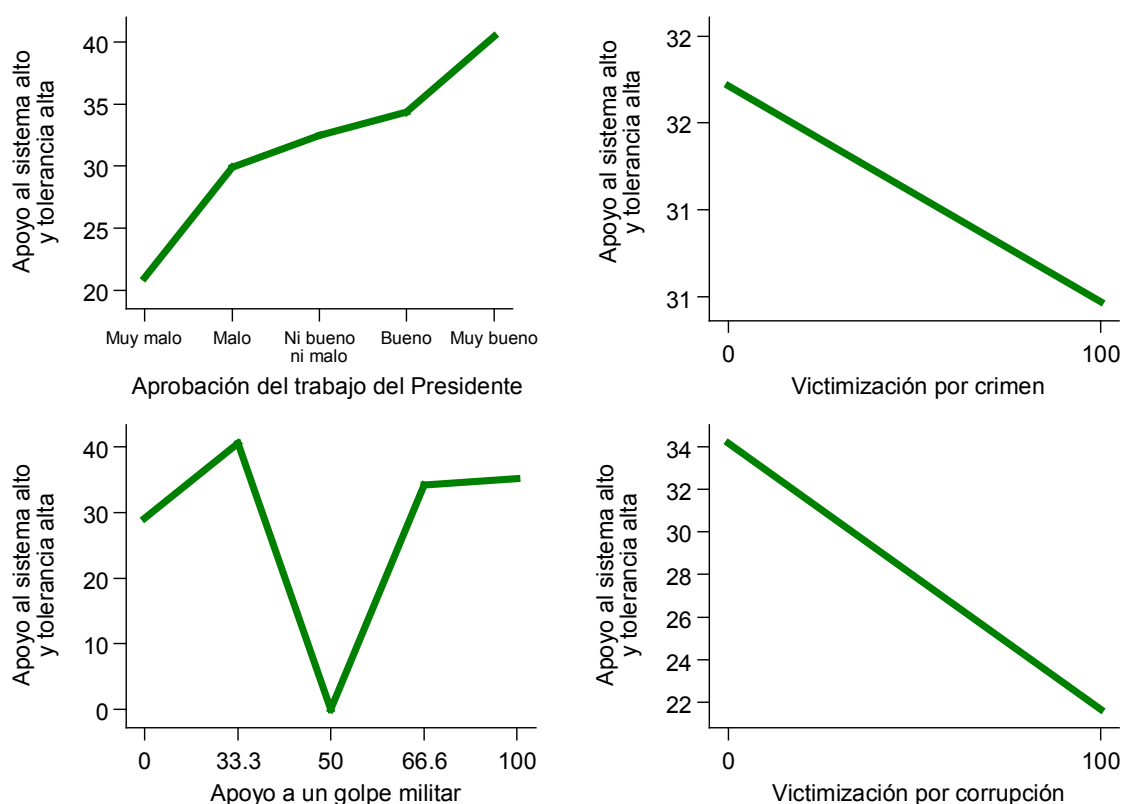 Apoyo al sistema alto
y tolerancia alta
40
35
30
25
20
Muy malo Malo Ni bueno Bueno Muy bueno
ni malo
Aprobación del trabajo del Presidente
Apoyo al sistema alto
y tolerancia alta
32
32
31
31
0 100
Victimización por crimen
Apoyo al sistema alto
y tolerancia alta
40
30
20
10
0
0 33.3 50 66.6 100
Apoyo a un golpe militar
Apoyo al sistema alto
y tolerancia alta
34
32
30
28
26
24
22
0 100
Victimización por corrupción